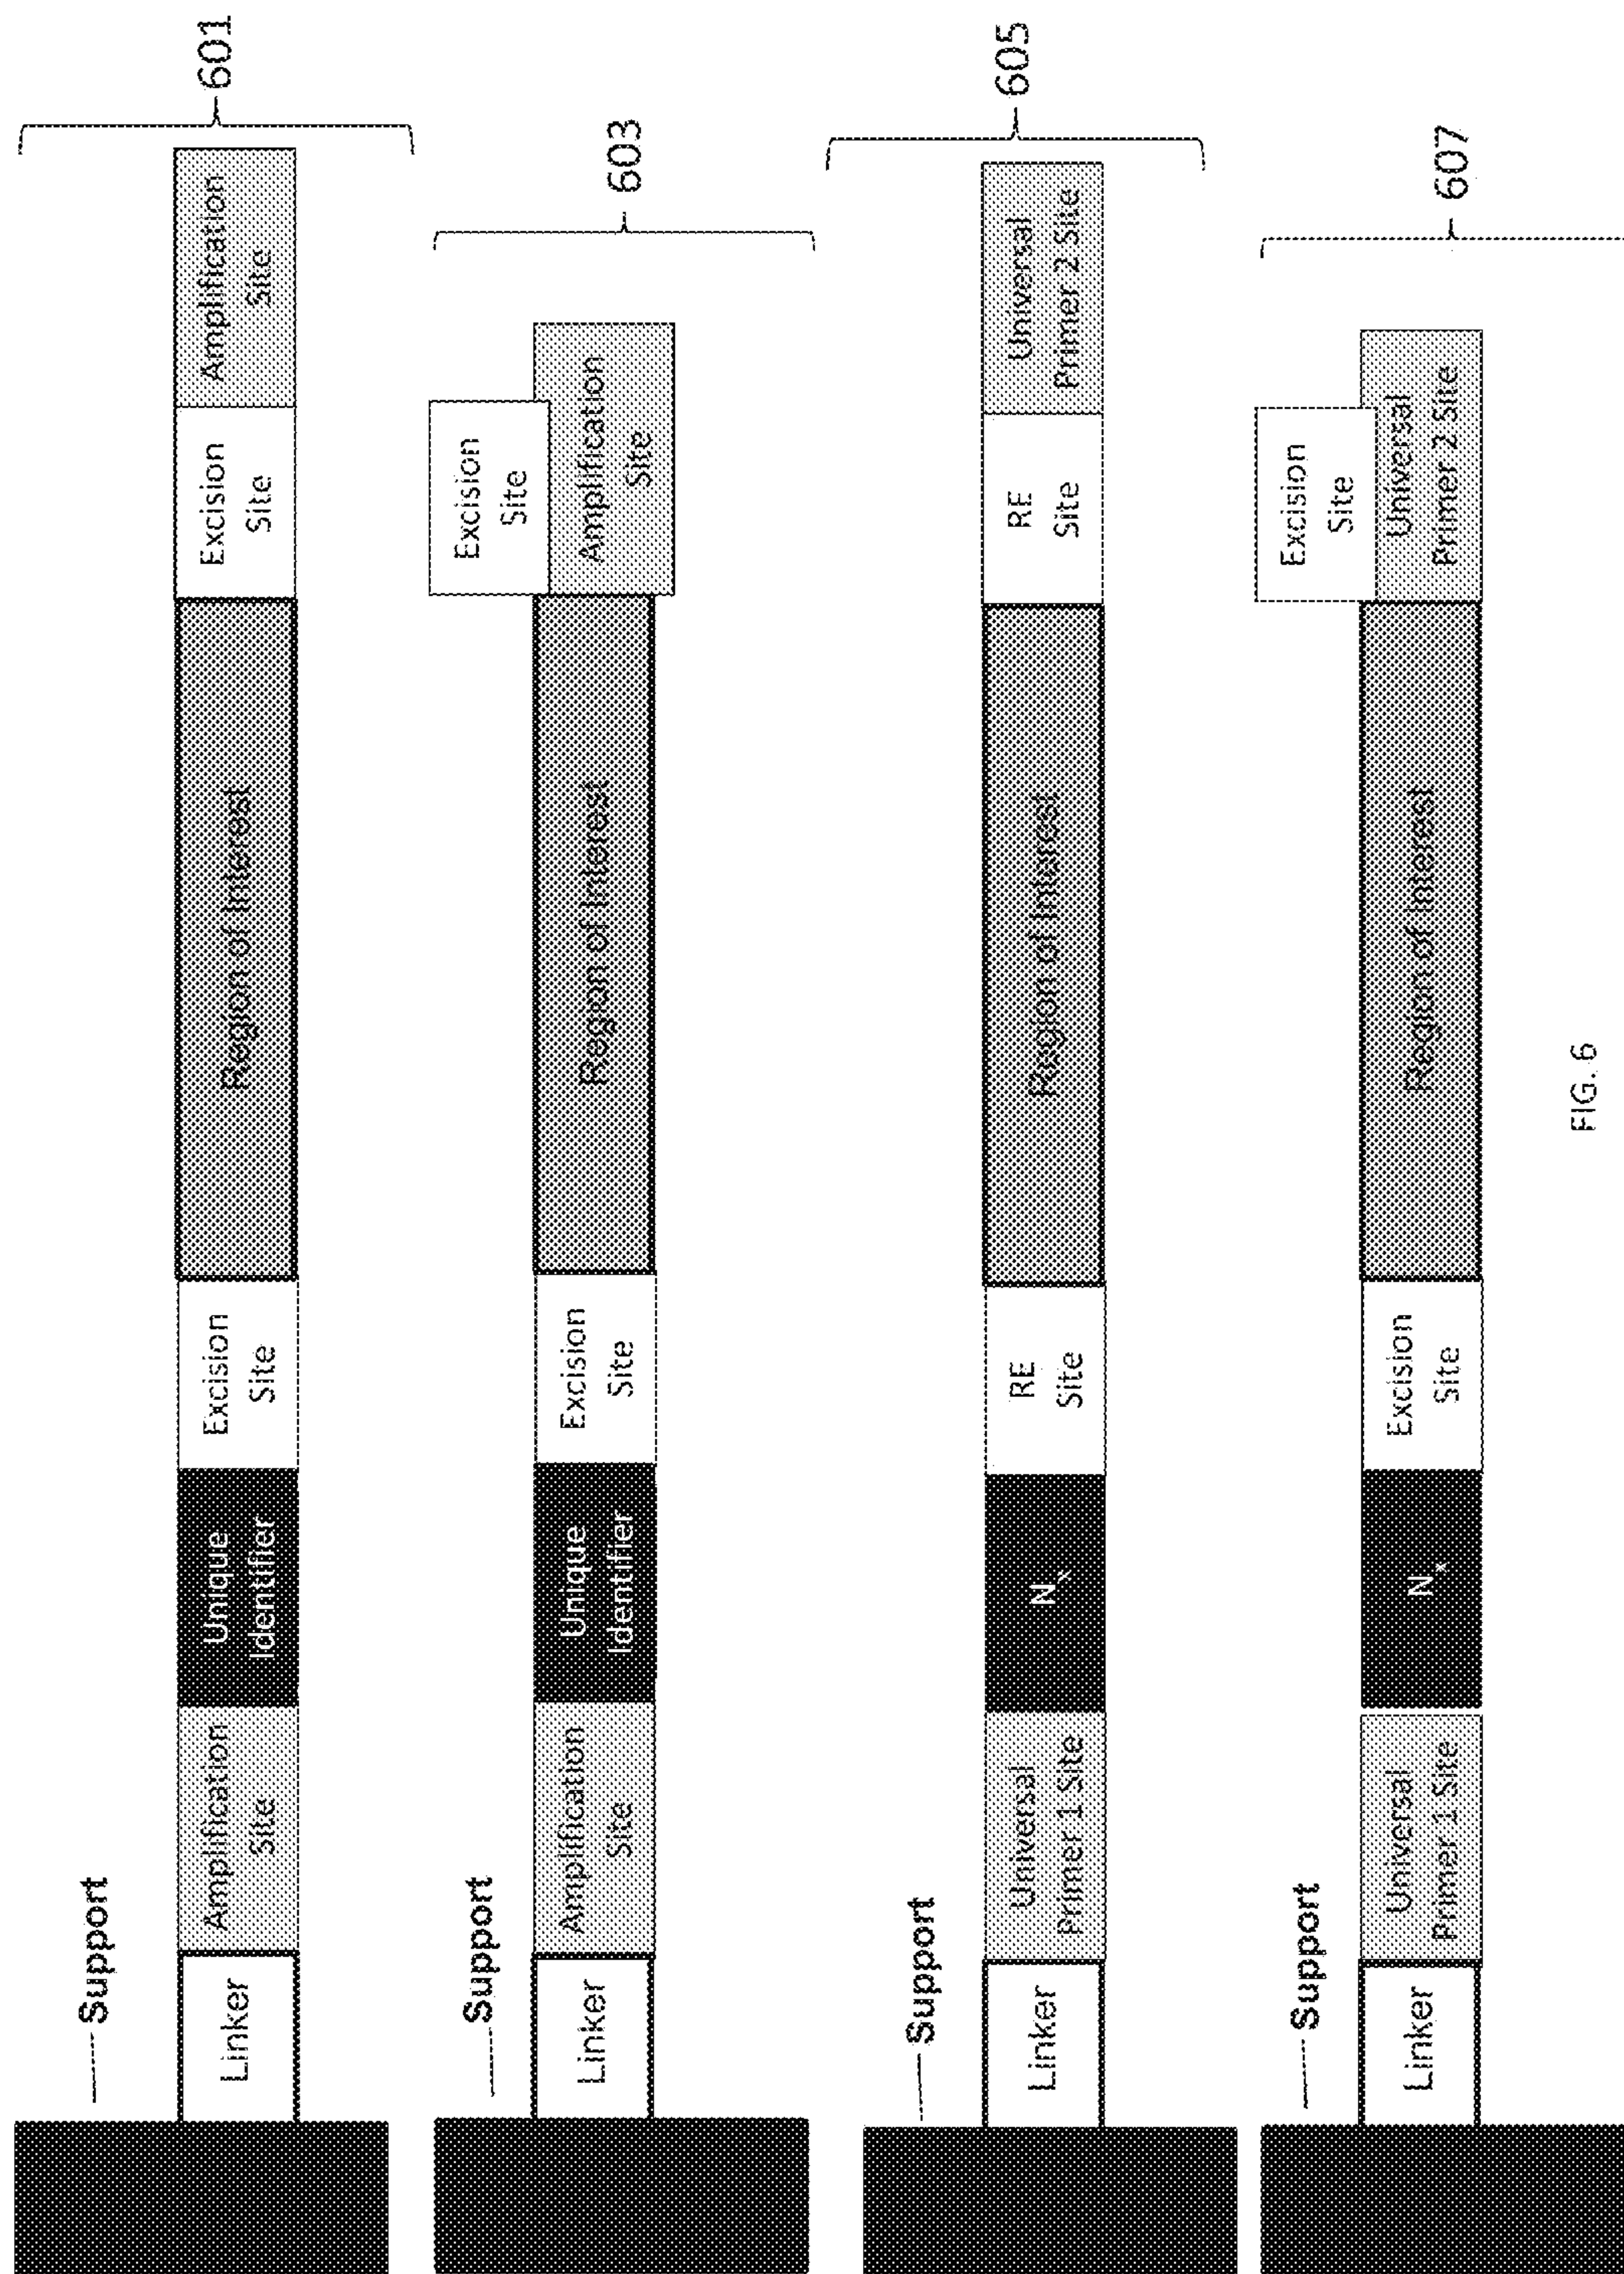 Support
Linker
Amplification
Site
Unique
Identifier
Excision
Site
Region of Interest
Excision
Site
Amplification
Site
601
Support
Linker
Amplification
Site
Unique
Identifier
Excision
Site
Region of Interest
Excision
Site
Amplification
Site
603
Support
Linker
Universal
Primer 1 Site
Nx
RE
Site
Region of Interest
RE
Site
Universal
Primer 2 Site
605
Support
Linker
Universal
Primer 1 Site
Nx
Excision
Site
Region of Interest
Excision
Site
Universal
Primer 2 Site
607
FIG. 6